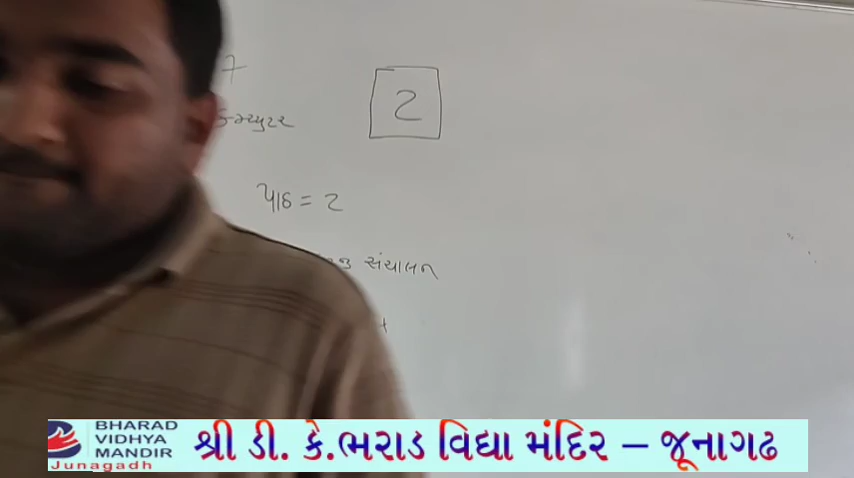 7
2
કમ્પ્યુટર
પાઠ = 2
સંચાલન
BHARAD
VIDHYA
MANDIR
Junagadh
શ્રી ડી. કે.ભરાડ વિદ્યા મંદિર – જૂનાગઢ